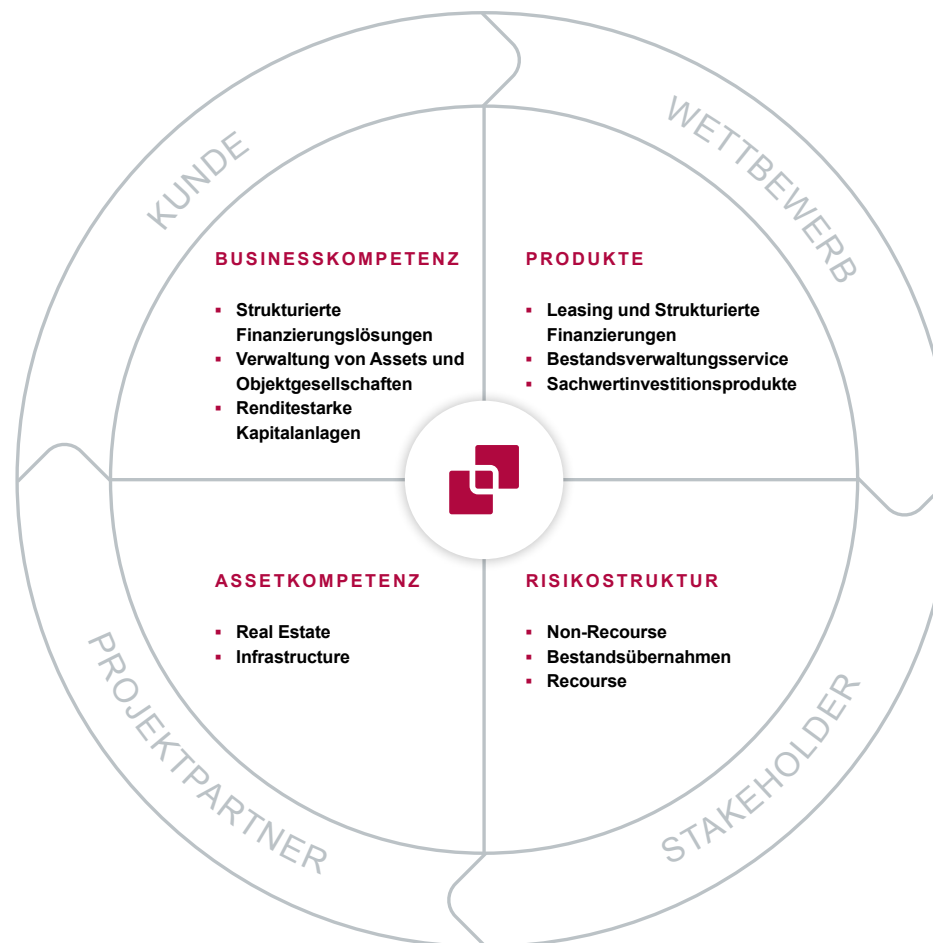 KUNDE
WETTBEWERB
BUSINESSKOMPETENZ
▪ Strukturierte
Finanzierungslösungen
▪ Verwaltung von Assets und
Objektgesellschaften
▪ Renditestarke
Kapitalanlagen
PRODUKTE
▪ Leasing und Strukturierte
Finanzierungen
▪ Bestandsverwaltungsservice
▪ Sachwertinvestitionsprodukte
ASSETKOMPETENZ
▪ Real Estate
▪ Infrastructure
RISIKOSTRUKTUR
▪ Non-Recourse
▪ Bestandsübernahmen
▪ Recourse
PROJEKTPARTNER
STAKEHOLDER